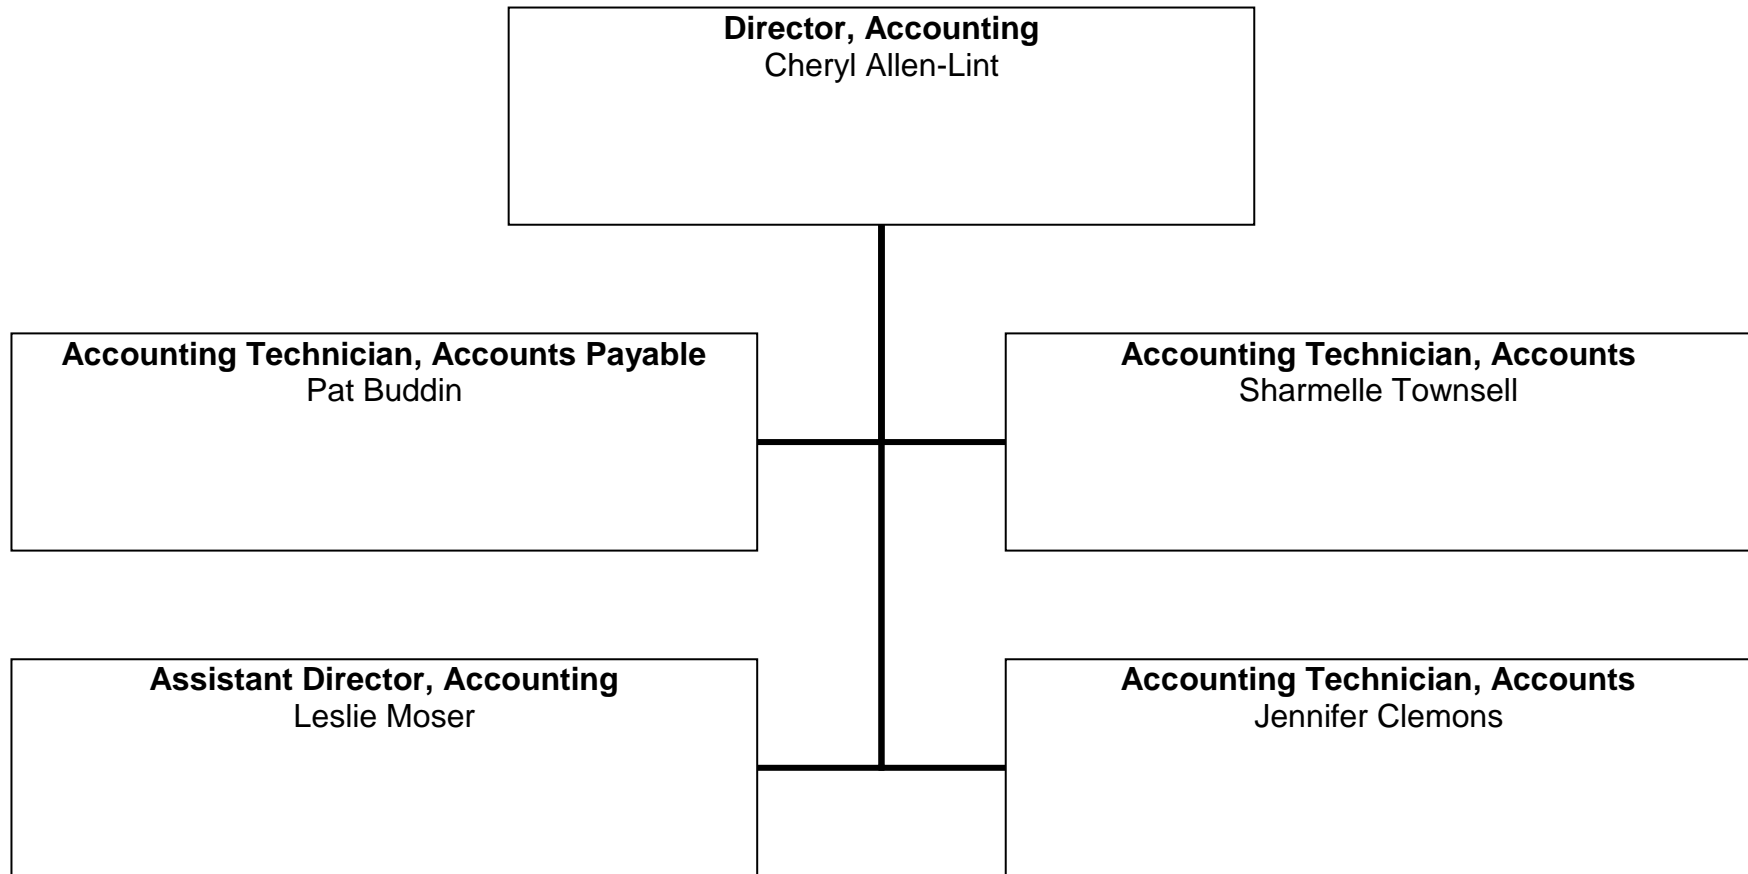 Director, Accounting
Cheryl Allen-Lint
Accounting Technician, Accounts Payable
Pat Buddin
Accounting Technician, Accounts
Sharmelle Townsell
Assistant Director, Accounting
Leslie Moser
Accounting Technician, Accounts
Jennifer Clemons